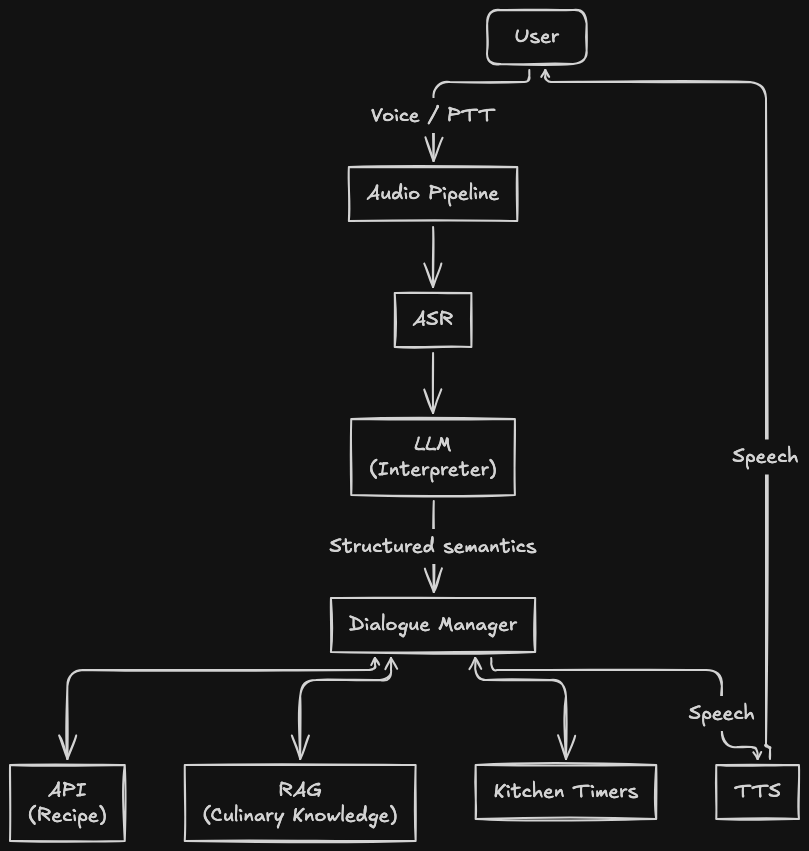 User
Voice / PTT
Audio Pipeline
ASR
LLM
(Interpreter)
Speech
Structured semantics
Dialogue Manager
Speech
API
(Recipe)
RAG
(Culinary Knowledge)
Kitchen Timers
TTS